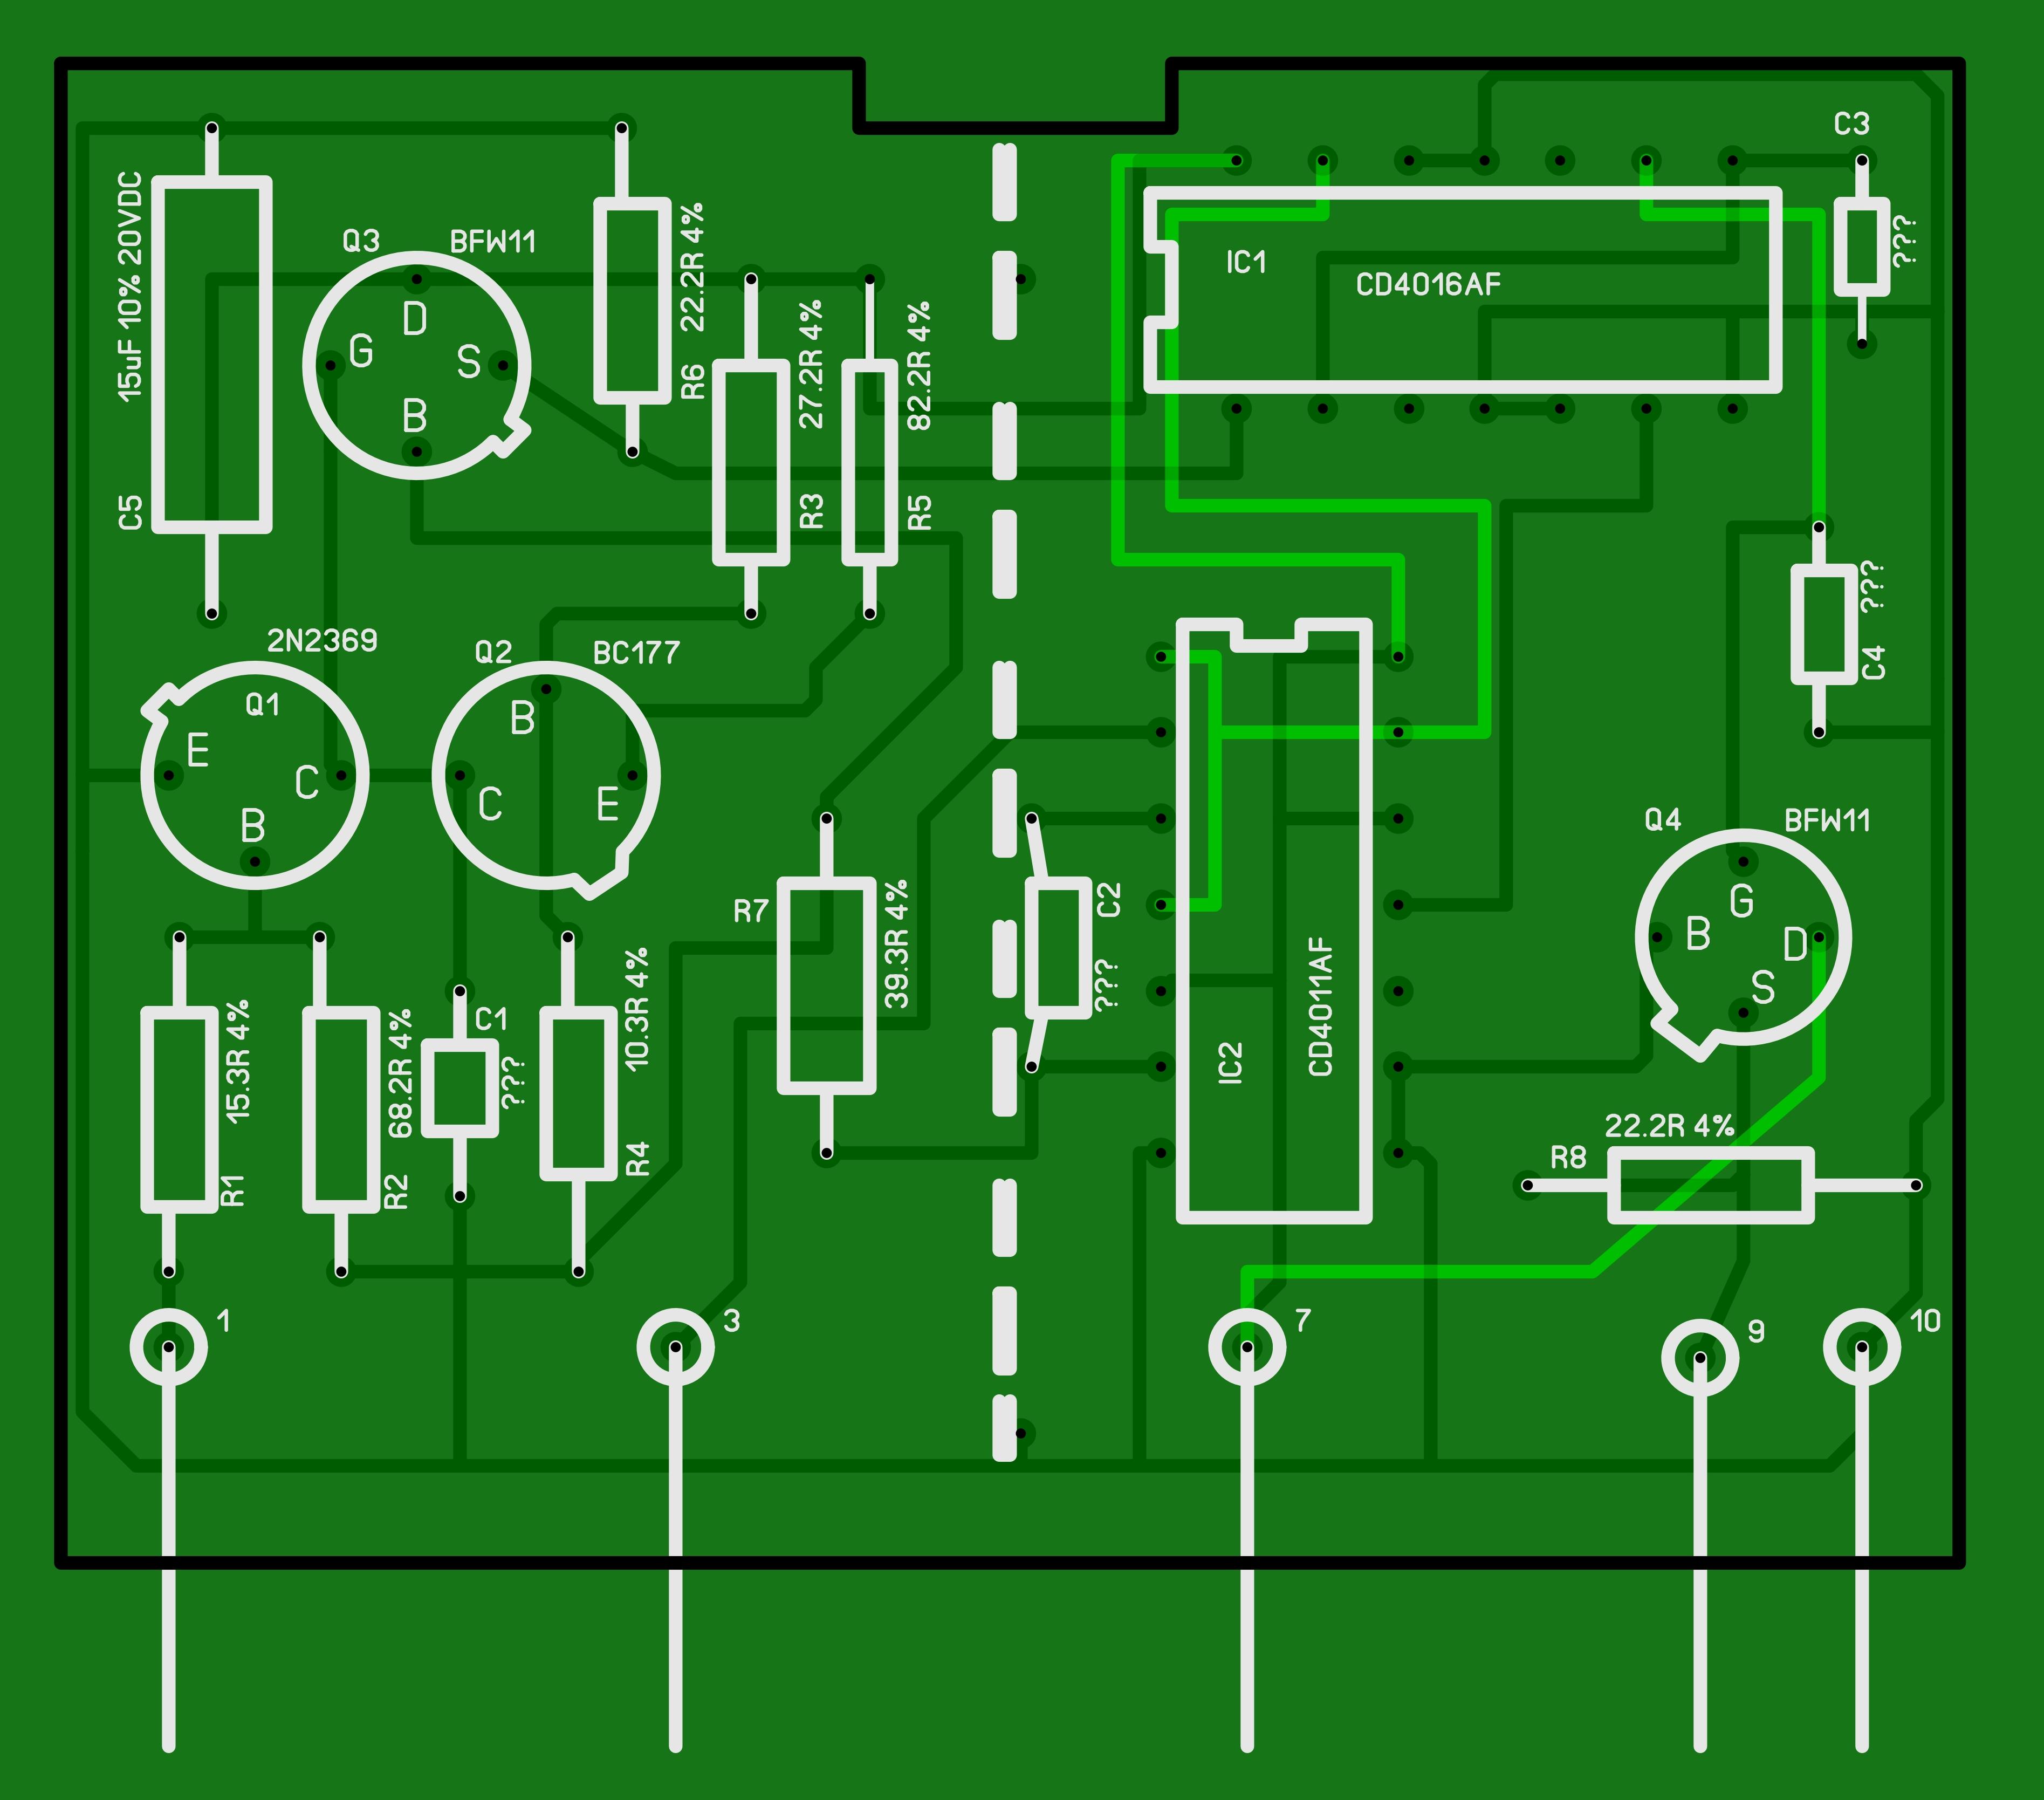 C3
15uF 10% 20VDC
C5
Q3
BFW11
D
G
S
B
22.2R 4%
R6
27.2R 4%
R3
82.2R 4%
R5
IC1
CD4016AF
???
???
C4
2N2369
Q1
E
C
B
Q2
BC177
B
C
E
Q4
BFW11
G
B
D
S
R7
39.3R 4%
C2
???
IC2
CD4011AF
15.3R 4%
R1
68.2R 4%
R2
C1
???
10.3R 4%
R4
22.2R 4%
R8
1
3
7
9
10